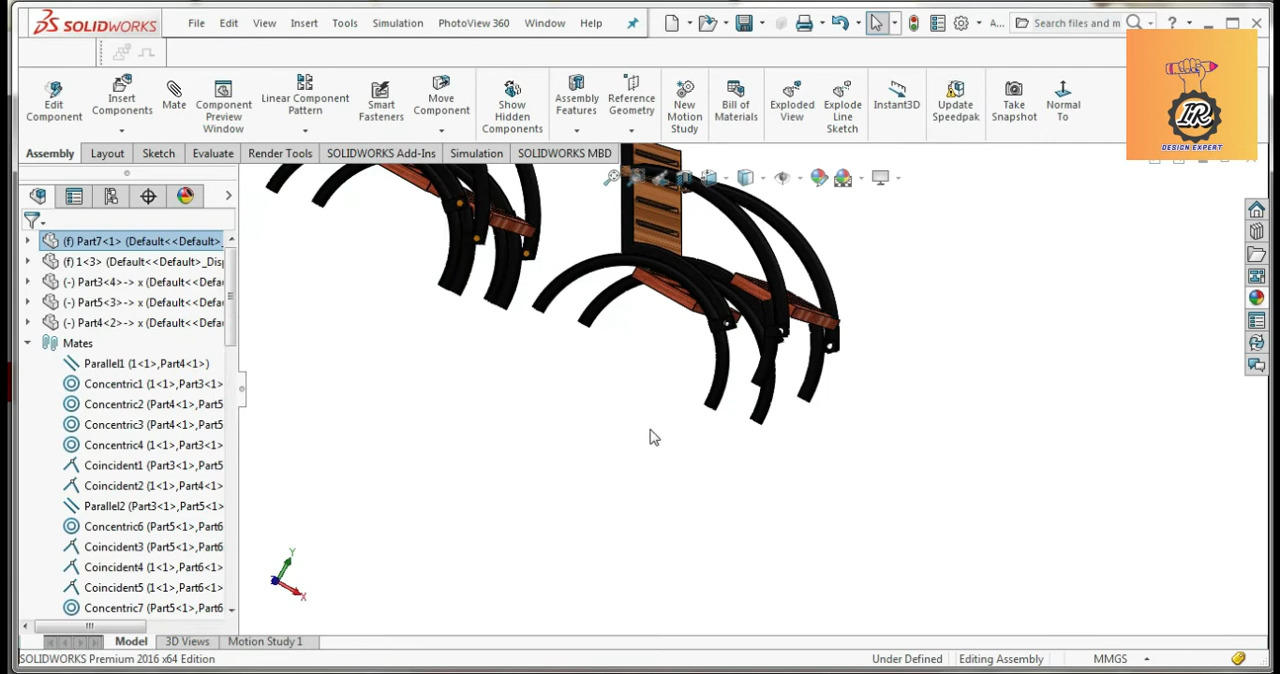 SOLIDWORKS File Edit View Insert Tools Simulation PhotoView 360 Window Help A... Search files and m ?
Edit Component
Insert Components
Mate
Component Preview Window
Linear Component Pattern
Smart Fasteners
Move Component
Show Hidden Components
Assembly Features
Reference Geometry
New Motion Study
Bill of Materials
Exploded View
Explode Line Sketch
Instant3D
Update Speedpak
Take Snapshot
Normal To
IR
DESIGN EXPERT
Assembly Layout Sketch Evaluate Render Tools SOLIDWORKS Add-Ins Simulation SOLIDWORKS MBD
(f) Part7<1> (Default<<Default>_
(f) 1<3> (Default<<Default>_Disp
(-) Part3<4>-> x (Default<<Defau
(-) Part5<3>-> x (Default<<Defau
(-) Part4<2>-> x (Default<<Defau
Mates
Parallel1 (1<1>,Part4<1>)
Concentric1 (1<1>,Part3<1>
Concentric2 (Part4<1>,Part5
Concentric3 (Part4<1>,Part5
Concentric4 (1<1>,Part3<1>
Coincident1 (Part3<1>,Part5
Coincident2 (1<1>,Part4<1>
Parallel2 (Part3<1>,Part5<1>
Concentric6 (Part5<1>,Part6
Coincident3 (Part5<1>,Part6
Coincident4 (1<1>,Part6<1>
Coincident5 (1<1>,Part6<1>
Concentric7 (Part5<1>,Part6
Y
X
Model 3D Views Motion Study 1
SOLIDWORKS Premium 2016 x64 Edition Under Defined Editing Assembly MMGS